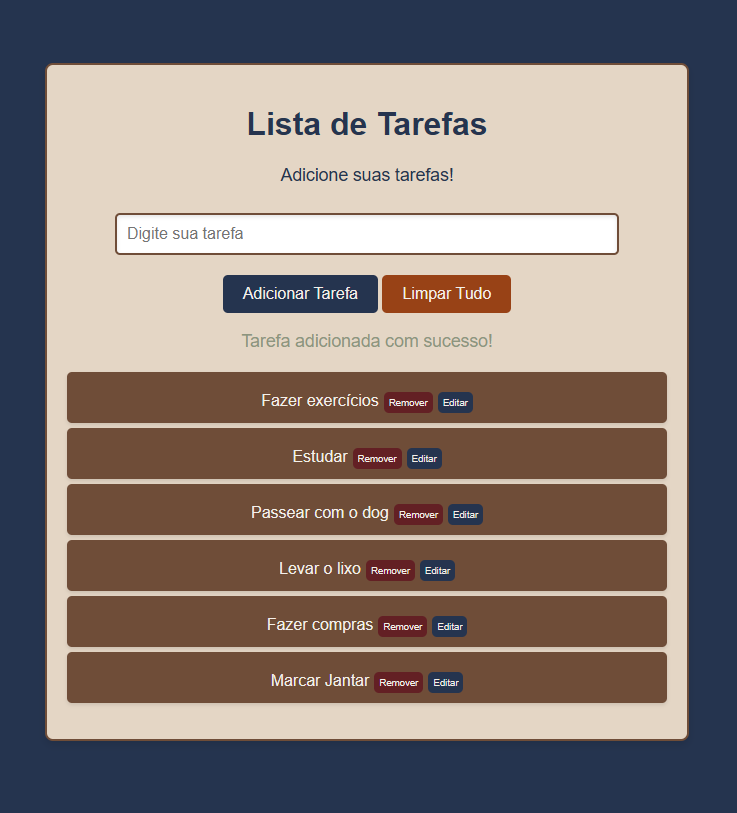 Lista de Tarefas
Adicione suas tarefas!
Digite sua tarefa
Adicionar Tarefa Limpar Tudo
Tarefa adicionada com sucesso!
Fazer exercícios Remover Editar
Estudar Remover Editar
Passear com o dog Remover Editar
Levar o lixo Remover Editar
Fazer compras Remover Editar
Marcar Jantar Remover Editar